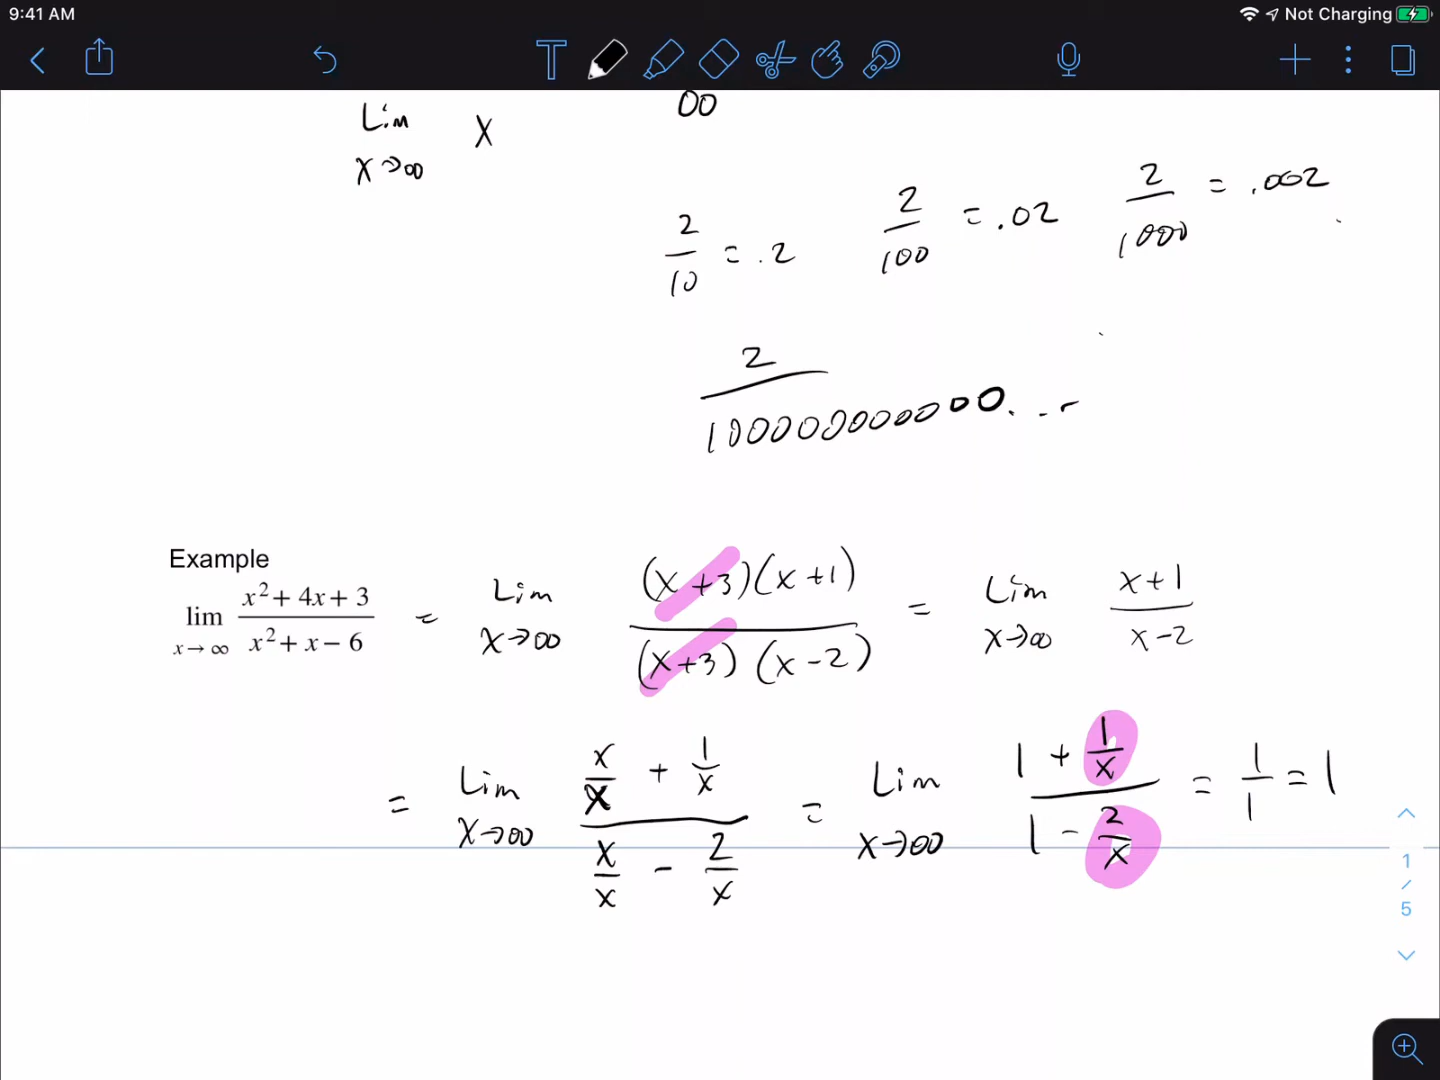 9:41 AM
Not Charging
T
Lim x→∞ x
∞
2/10 = .2
2/100 = .02
2/1000 = .002
2/100000000000...
Example
lim x→∞ (x² + 4x + 3)/(x² + x − 6) = Lim x→∞ (x+3)(x+1)/(x+3)(x-2) = Lim x→∞ (x+1)/(x-2)
= Lim x→∞ (x/x + 1/x)/(x/x - 2/x) = Lim x→∞ (1 + 1/x)/(1 - 2/x) = 1/1 = 1
1 / 5